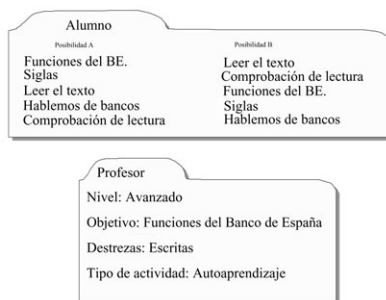 Alumno
Posibilidad A
Funciones del BE.
Siglas
Leer el texto
Hablemos de bancos
Comprobación de lectura
Posibilidad B
Leer el texto
Comprobación de lectura
Funciones del BE.
Siglas
Hablemos de bancos
Profesor
Nivel: Avanzado
Objetivo: Funciones del Banco de España
Destrezas: Escritas
Tipo de actividad: Autoaprendizaje